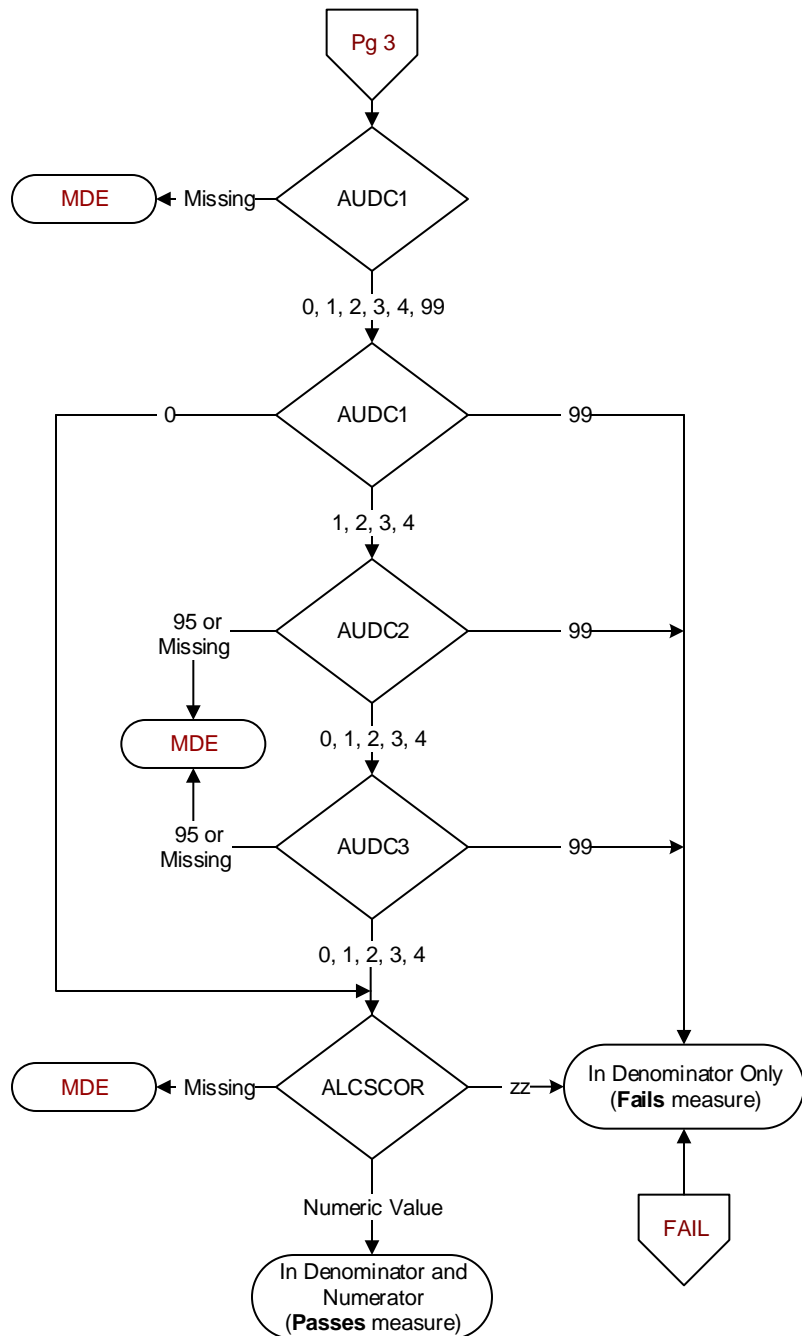 Pg 3
AUDC1
MDE
Missing
0, 1, 2, 3, 4, 99
0
AUDC1
99
1, 2, 3, 4
95 or
Missing
AUDC2
99
MDE
0, 1, 2, 3, 4
95 or
Missing
AUDC3
99
0, 1, 2, 3, 4
MDE
Missing
ALCSCOR
zz
In Denominator Only
(Fails measure)
Numeric Value
FAIL
In Denominator and
Numerator
(Passes measure)